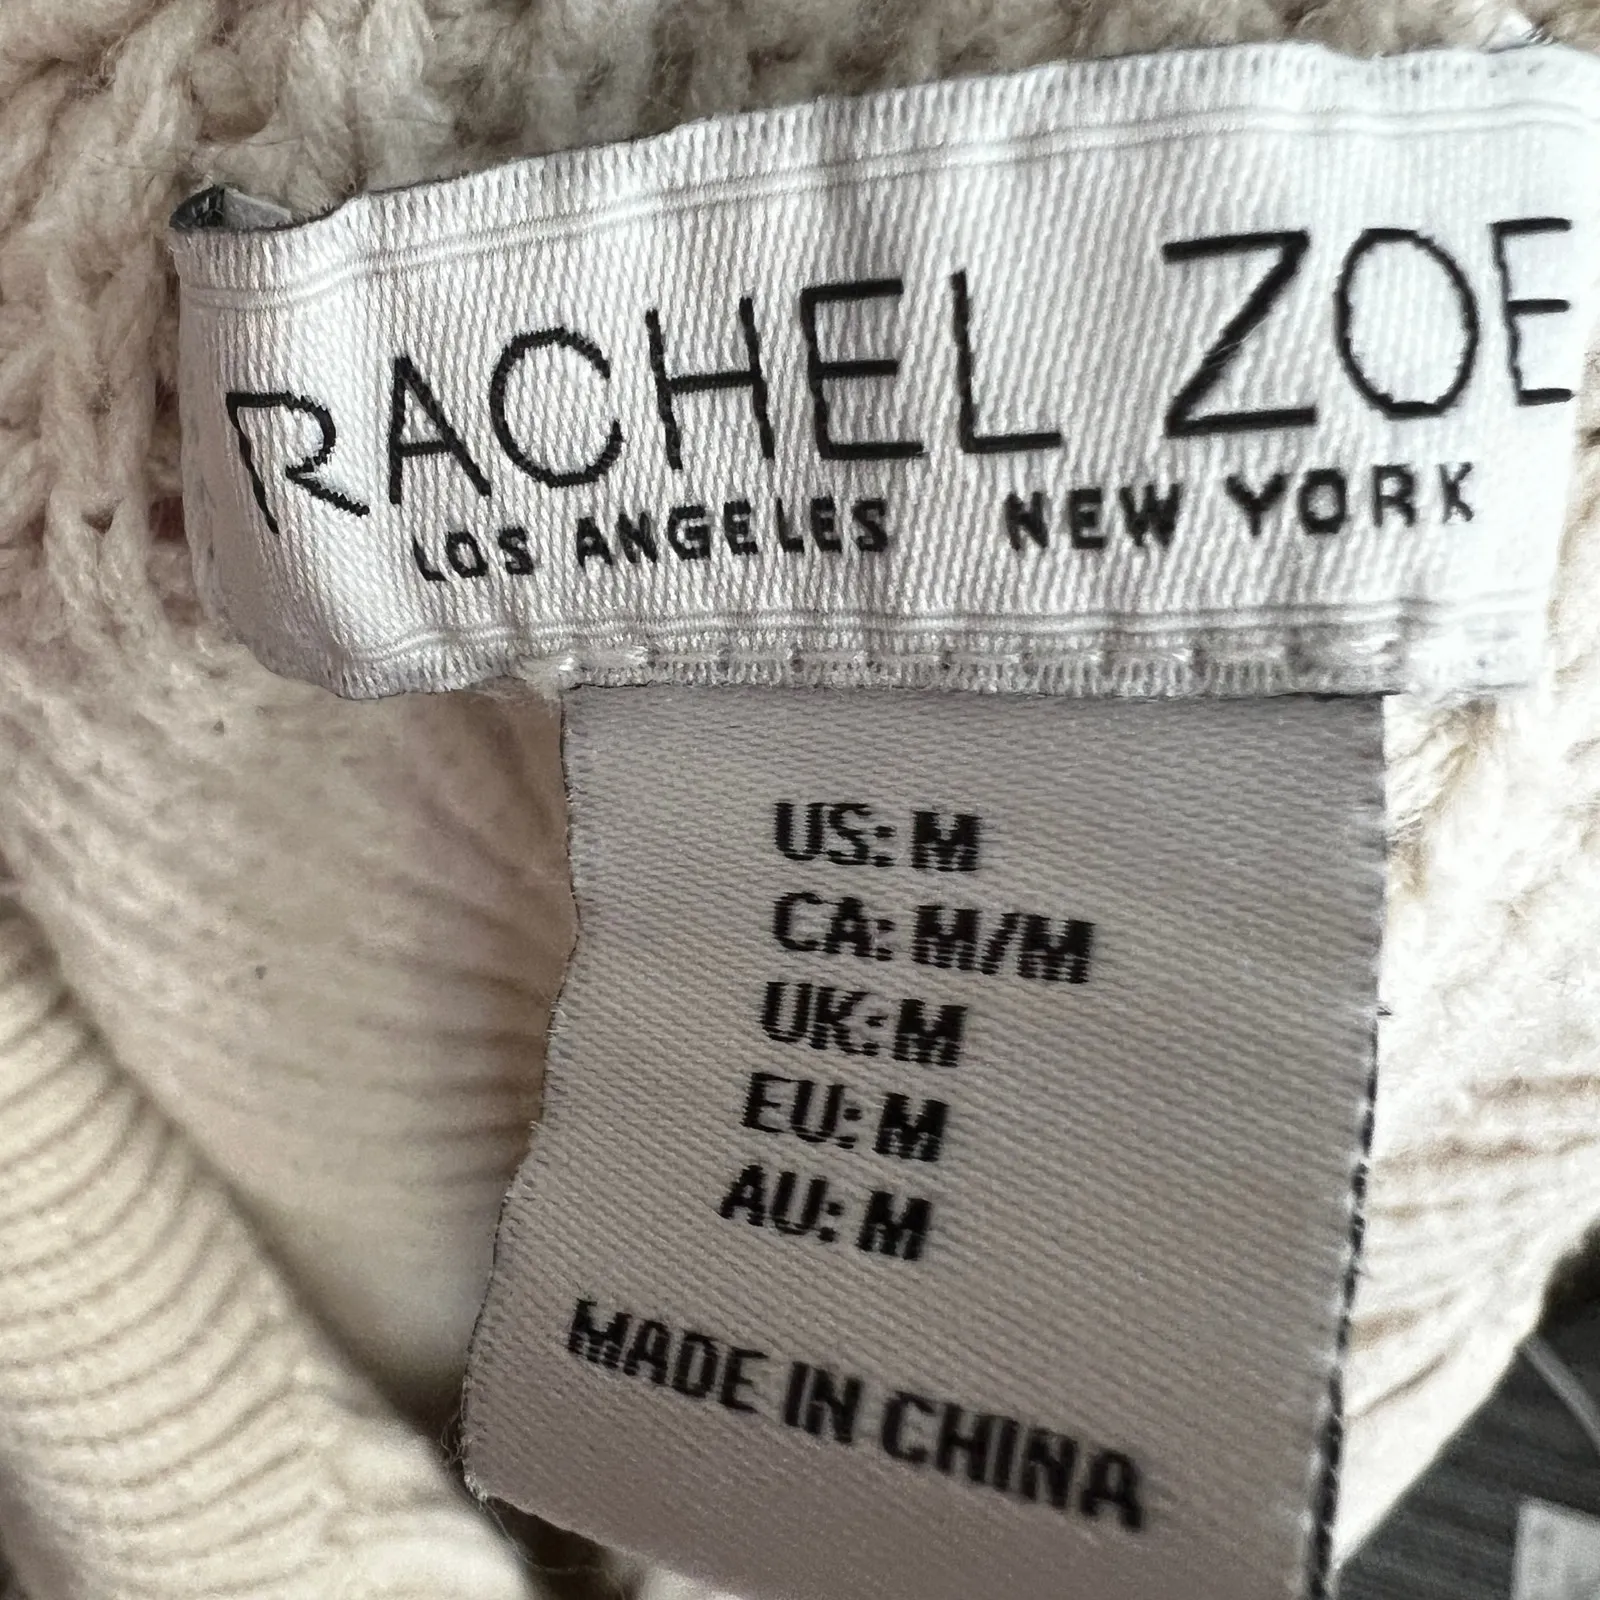 RACHEL ZOE
LOS ANGELES NEW YORK
US: M
CA: M/M
UK: M
EU: M
AU: M
MADE IN CHINA